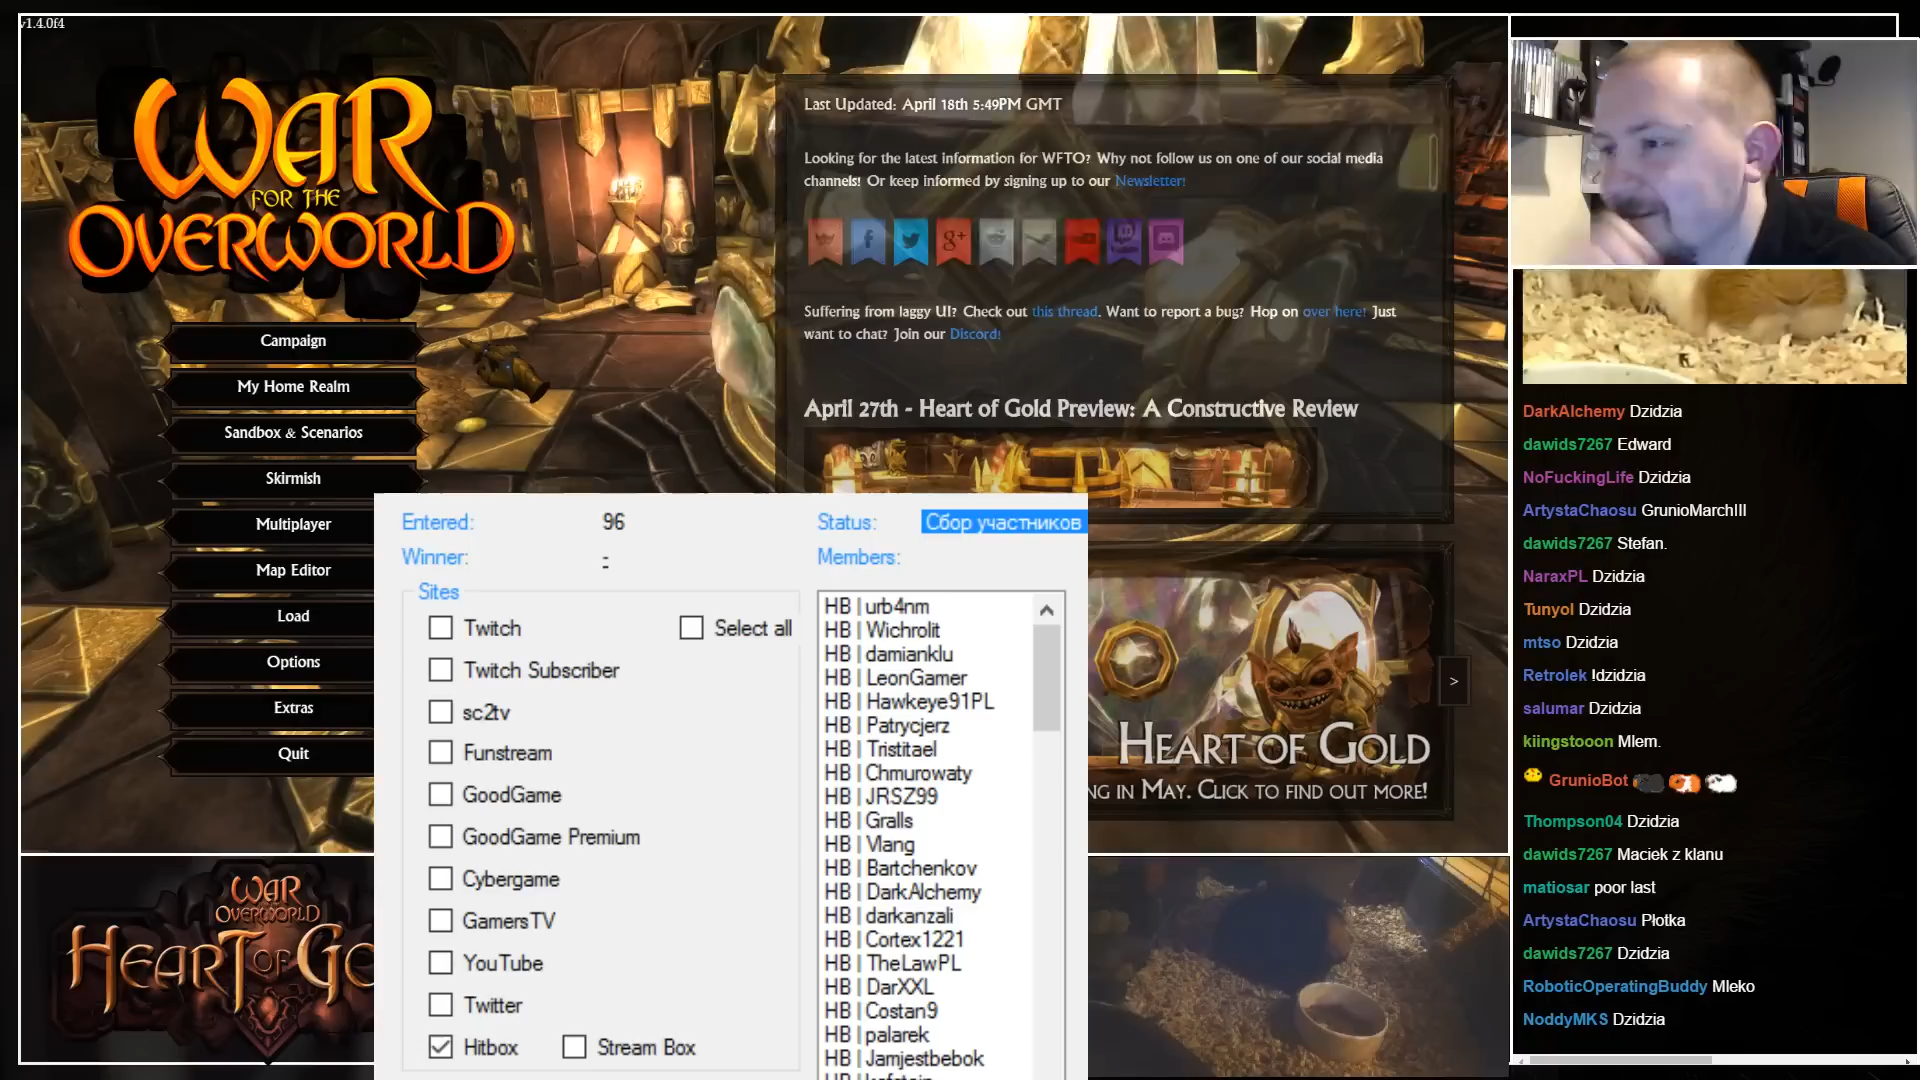 v1.4.0f4
WAR
FOR THE
OVERWORLD
Campaign
My Home Realm
Sandbox & Scenarios
Skirmish
Multiplayer
Map Editor
Load
Options
Extras
Quit
Last Updated: April 18th 5:49PM GMT
Looking for the latest information for WFTO? Why not follow us on one of our social media
channels! Or keep informed by signing up to our Newsletter!
Suffering from laggy UI? Check out this thread. Want to report a bug? Hop on over here! Just
want to chat? Join our Discord!
April 27th - Heart of Gold Preview: A Constructive Review
HEART OF GOLD
NG IN MAY. CLICK TO FIND OUT MORE!
>
WAR
FOR THE
OVERWORLD
HEART OF GO
Entered: 96
Winner: -
Sites
Twitch
Select all
Twitch Subscriber
sc2tv
Funstream
GoodGame
GoodGame Premium
Cybergame
GamersTV
YouTube
Twitter
Hitbox
Stream Box
Status: Сбор участников
Members:
HB | urb4nm
HB | Wichrolit
HB | damianklu
HB | LeonGamer
HB | Hawkeye91PL
HB | Patrycjerz
HB | Tristitael
HB | Chmurowaty
HB | JRSZ99
HB | Gralls
HB | Vlang
HB | Bartchenkov
HB | DarkAlchemy
HB | darkanzali
HB | Cortex1221
HB | TheLawPL
HB | DarXXL
HB | Costan9
HB | palarek
HB | Jamjestbebok
DarkAlchemy Dzidzia
dawids7267 Edward
NoFuckingLife Dzidzia
ArtystaChaosu GrunioMarchIII
dawids7267 Stefan.
NaraxPL Dzidzia
Tunyol Dzidzia
mtso Dzidzia
Retrolek !dzidzia
salumar Dzidzia
kiingstooon Mlem.
GrunioBot
Thompson04 Dzidzia
dawids7267 Maciek z klanu
matiosar poor last
ArtystaChaosu Płotka
dawids7267 Dzidzia
RoboticOperatingBuddy Mleko
NoddyMKS Dzidzia